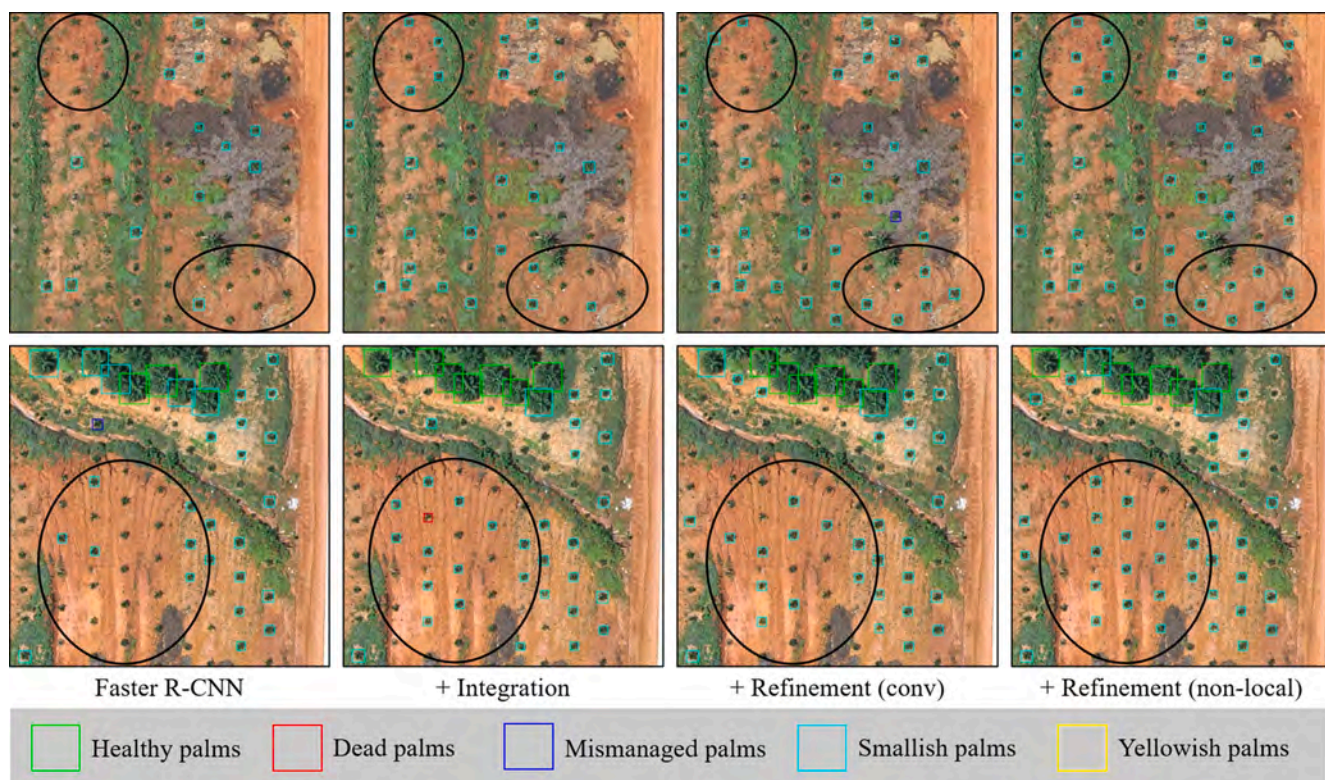 Faster R-CNN
+ Integration
+ Refinement (conv)
+ Refinement (non-local)
Healthy palms
Dead palms
Mismanaged palms
Smallish palms
Yellowish palms